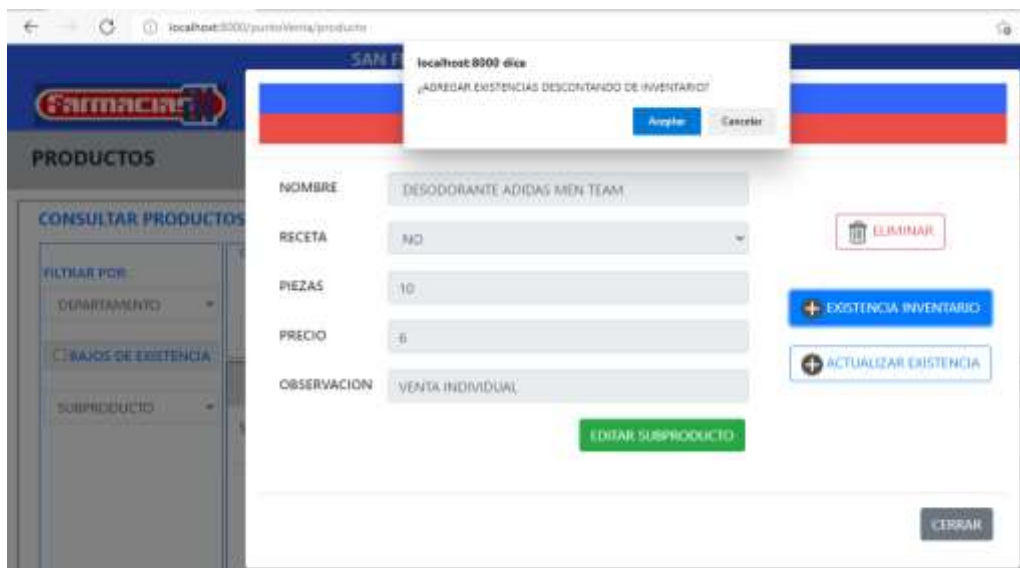 localhost:8000/puntoVenta/producto
SAN F
localhost:8000 dice
¿AGREGAR EXISTENCIAS DESCONTANDO DE INVENTARIO?
Aceptar
Cancelar
Farmacias
PRODUCTOS
CONSULTAR PRODUCTOS
FILTRAR POR:
DEPARTAMENTO
BAJOS DE EXISTENCIA
SUBPRODUCTO
NOMBRE
DESODORANTE ADIDAS MEN TEAM
RECETA
NO
PIEZAS
10
PRECIO
6
OBSERVACION
VENTA INDIVIDUAL
ELIMINAR
EXISTENCIA INVENTARIO
ACTUALIZAR EXISTENCIA
EDITAR SUBPRODUCTO
CERRAR